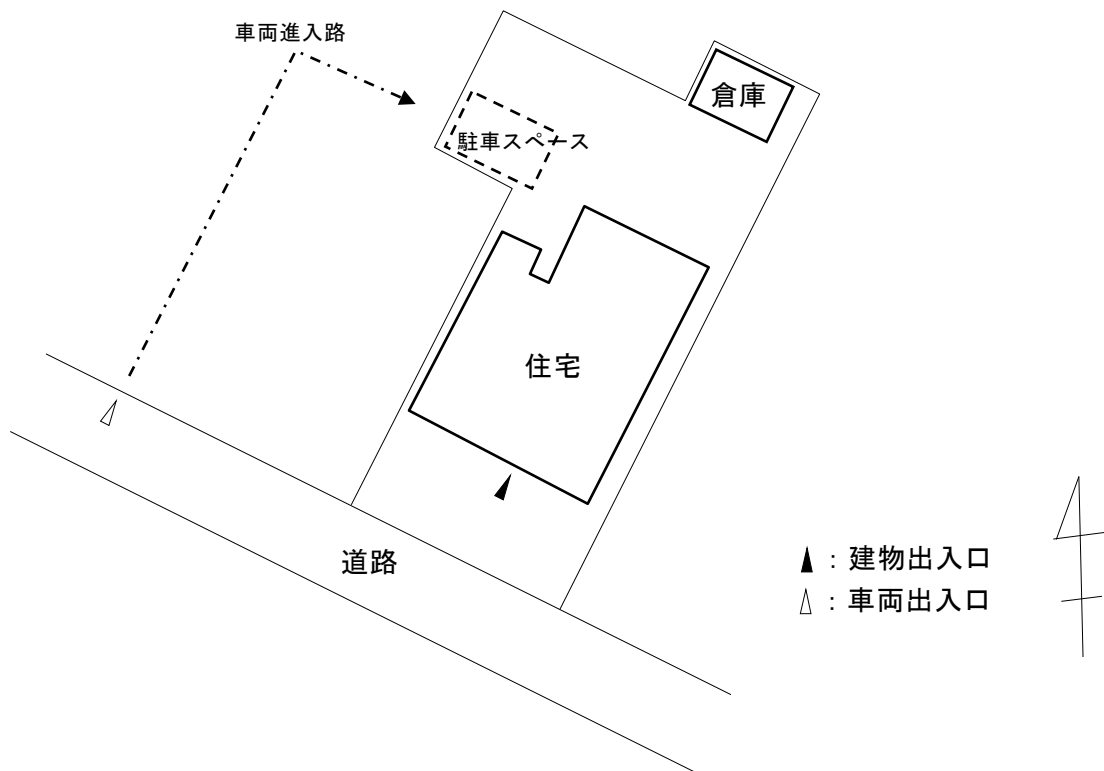 車両進入路
倉庫
駐車スペース
住宅
道路
：建物出入口
：車両出入口